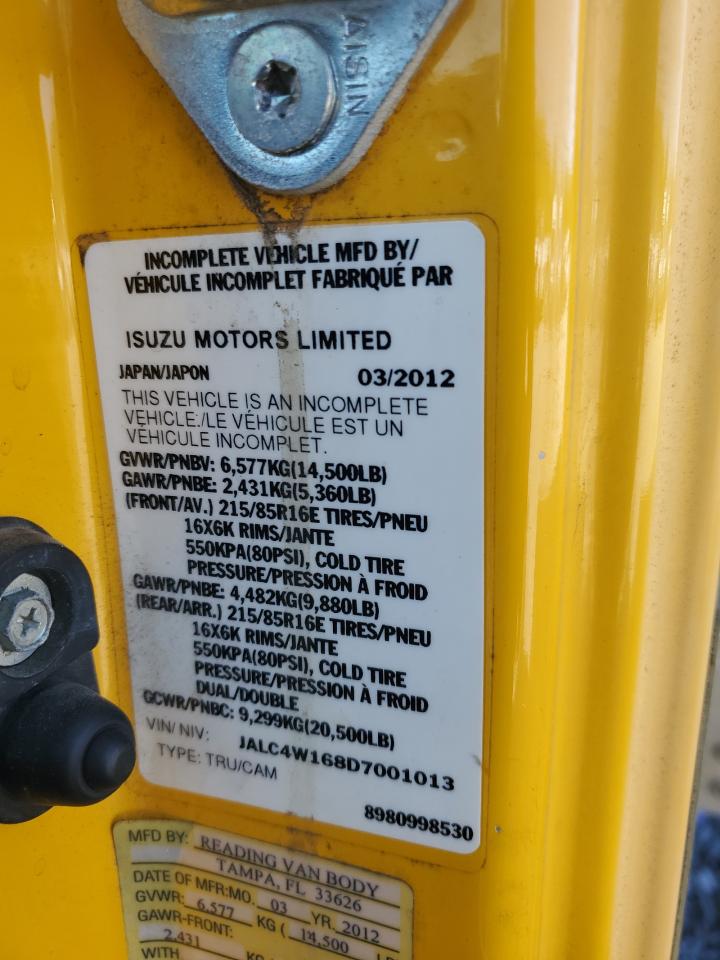 AISIN
INCOMPLETE VEHICLE MFD BY/
VÉHICULE INCOMPLET FABRIQUÉ PAR
ISUZU MOTORS LIMITED
JAPAN/JAPON 03/2012
THIS VEHICLE IS AN INCOMPLETE
VEHICLE./LE VÉHICULE EST UN
VÉHICULE INCOMPLET.
GVWR/PNBV: 6,577KG(14,500LB)
GAWR/PNBE: 2,431KG(5,360LB)
(FRONT/AV.) 215/85R16E TIRES/PNEU
16X6K RIMS/JANTE
550KPA(80PSI), COLD TIRE
PRESSURE/PRESSION À FROID
GAWR/PNBE: 4,482KG(9,880LB)
(REAR/ARR.) 215/85R16E TIRES/PNEU
16X6K RIMS/JANTE
550KPA(80PSI), COLD TIRE
PRESSURE/PRESSION À FROID
DUAL/DOUBLE
GCWR/PNBC: 9,299KG(20,500LB)
VIN/NIV: JALC4W168D7001013
TYPE: TRU/CAM
8980998530
MFD BY: READING VAN BODY
TAMPA, FL 33626
DATE OF MFR:MO. 03 YR. 2012
GVWR: 6,577 KG ( 14,500
GAWR-FRONT:
2,431
WITH